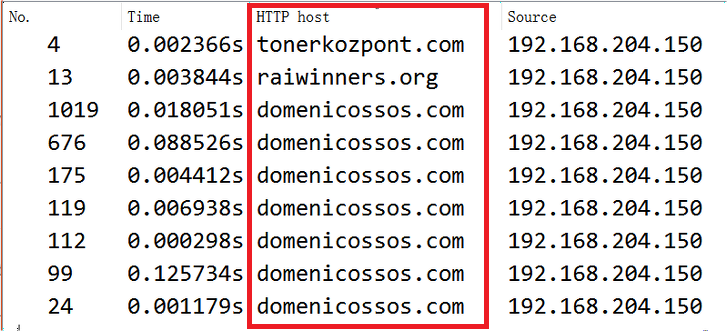 No. Time HTTP host Source
4 0.002366s tonerkozpont.com 192.168.204.150
13 0.003844s raiwinners.org 192.168.204.150
1019 0.018051s domenicossos.com 192.168.204.150
676 0.088526s domenicossos.com 192.168.204.150
175 0.004412s domenicossos.com 192.168.204.150
119 0.006938s domenicossos.com 192.168.204.150
112 0.000298s domenicossos.com 192.168.204.150
99 0.125734s domenicossos.com 192.168.204.150
24 0.001179s domenicossos.com 192.168.204.150